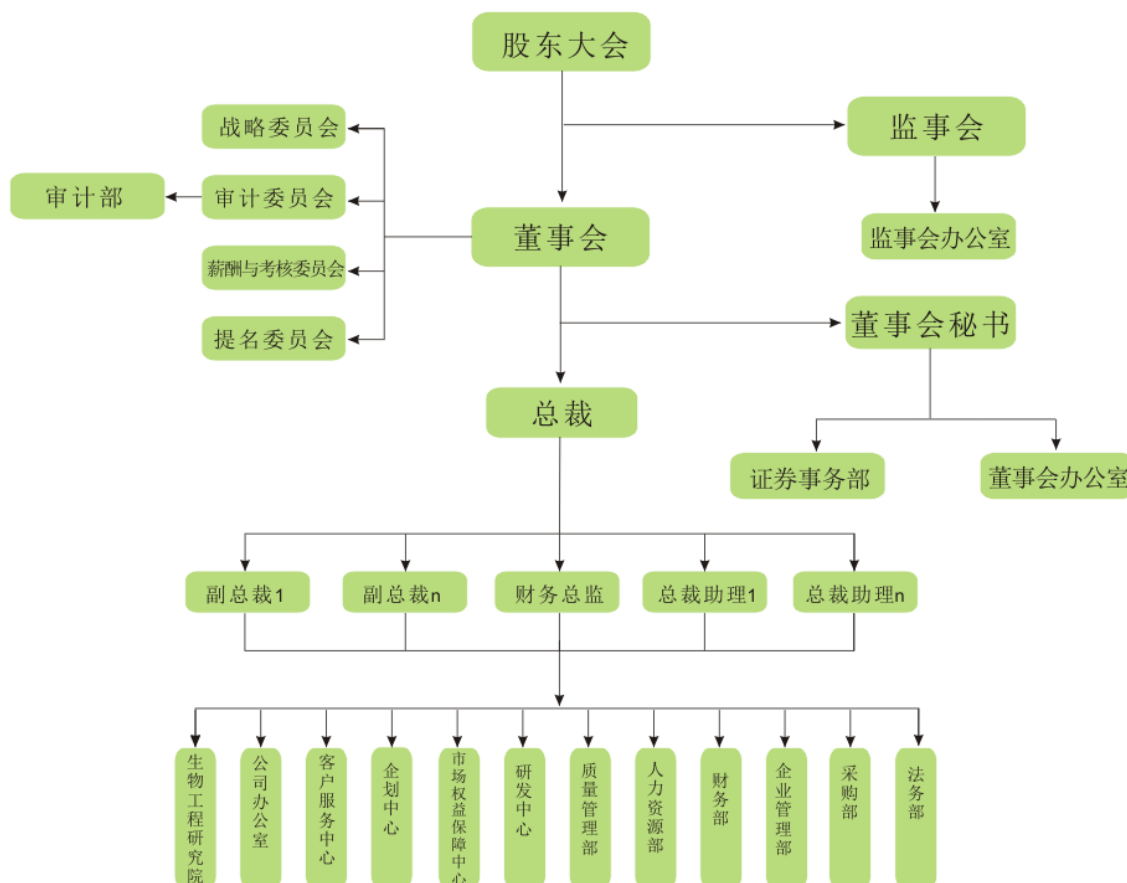 股东大会
战略委员会
监事会
审计部
审计委员会
董事会
监事会办公室
薪酬与考核委员会
董事会秘书
提名委员会
总裁
证券事务部
董事会办公室
副总裁1
副总裁n
财务总监
总裁助理1
总裁助理n
生物工程研究院
公司办公室
客户服务中心
企划中心
市场权益保障中心
研发中心
质量管理部
人力资源部
财务部
企业管理部
采购部
法务部